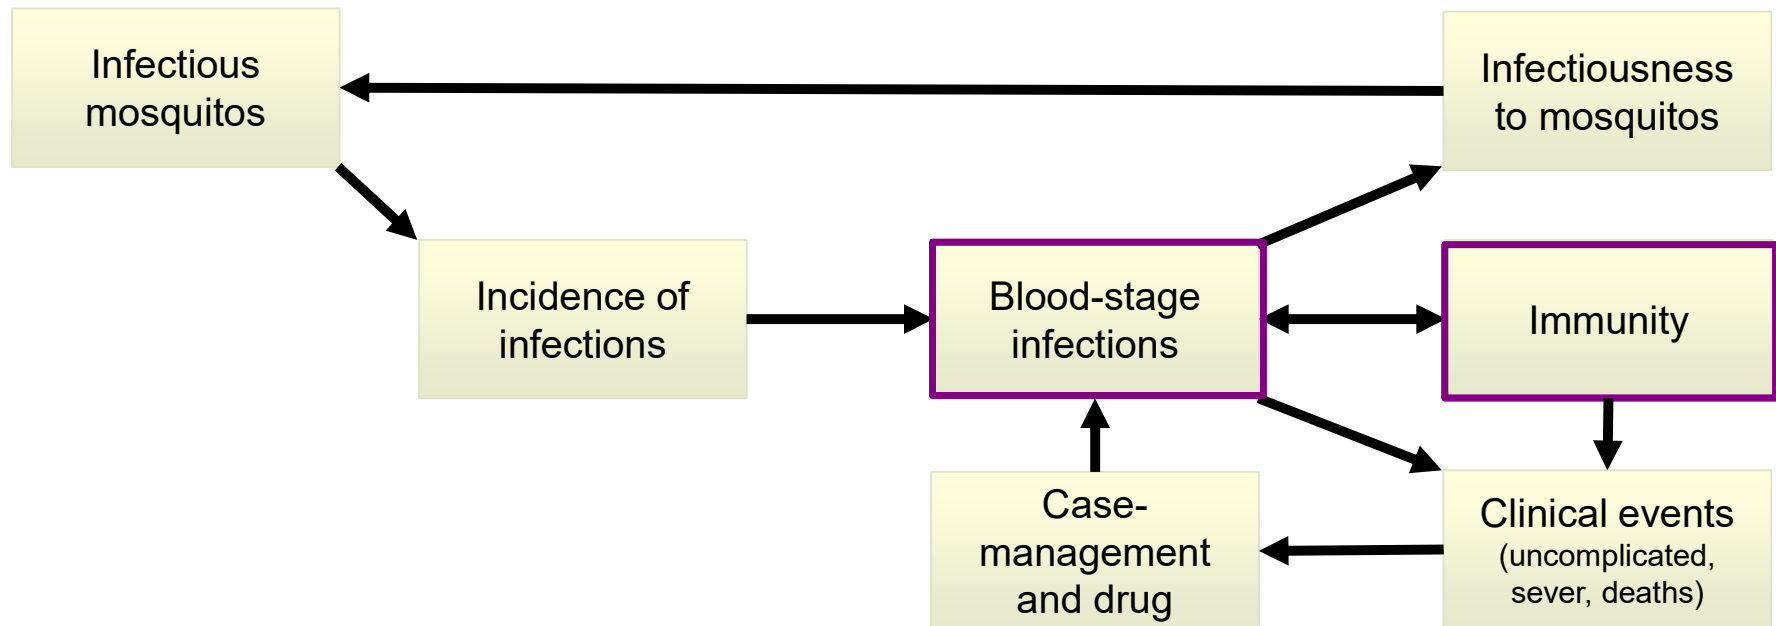 Infectious
mosquitos
Infectiousness
to mosquitos
Incidence of
infections
Blood-stage
infections
Immunity
Case-
management
and drug
Clinical events
(uncomplicated,
sever, deaths)